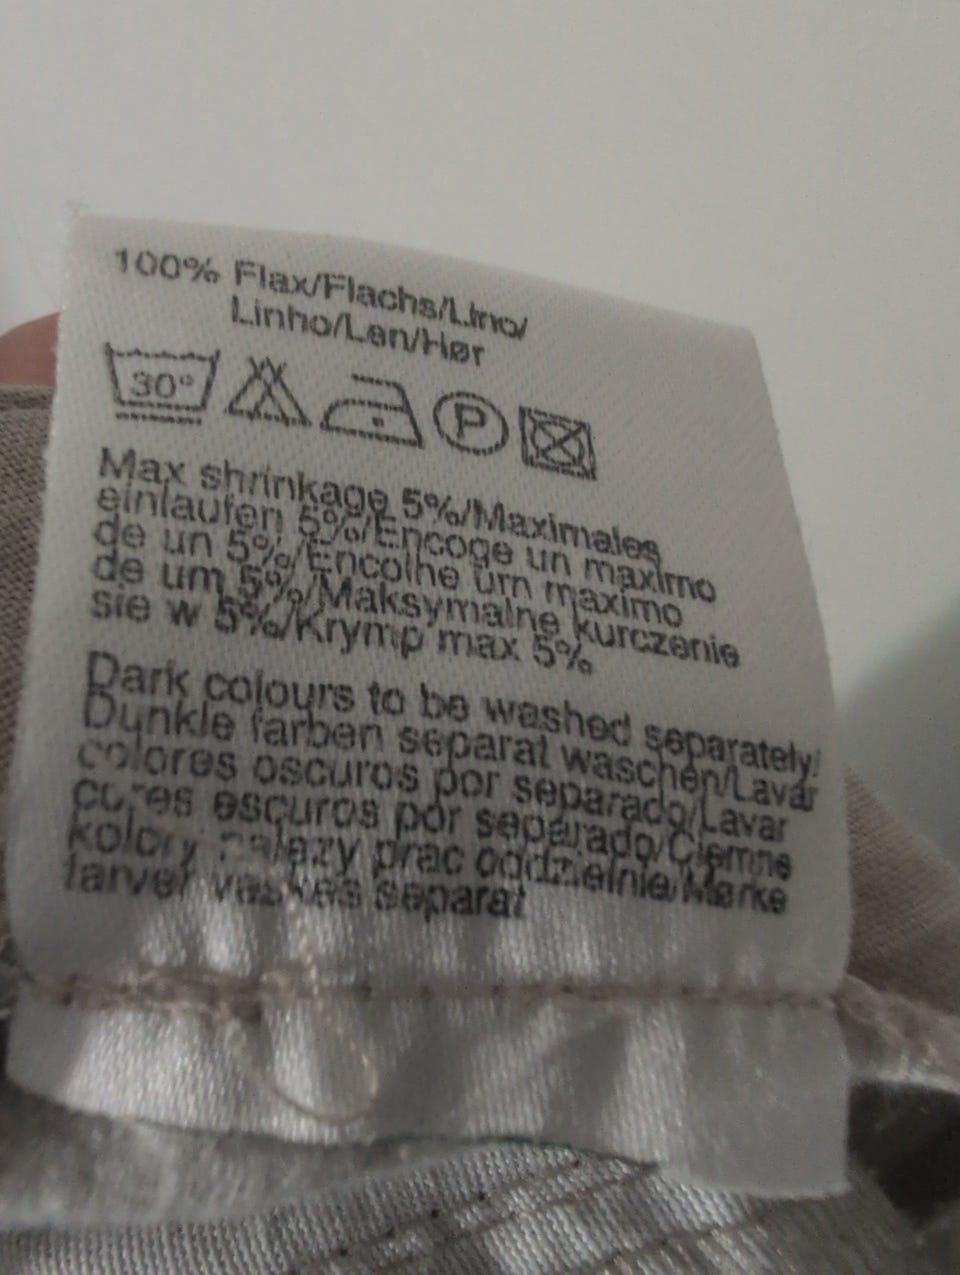 100% Flax/Flachs/Lino/
Linho/Len/Hør
30° P
Max shrinkage 5%/Maximales
einlaufen 5%/Encoge un maximo
de un 5%/Encolhe um maximo
de um 5%/Maksymalne kurczenie
sie w 5%/Krymp max 5%
Dark colours to be washed separately/
Dunkle farben separat waschen/Lavar
colores oscuros por separado/Lavar
cores escuros por separado/Ciemne
kolory nalezy prac oddzielnie/Mørke
farver vaskes separat